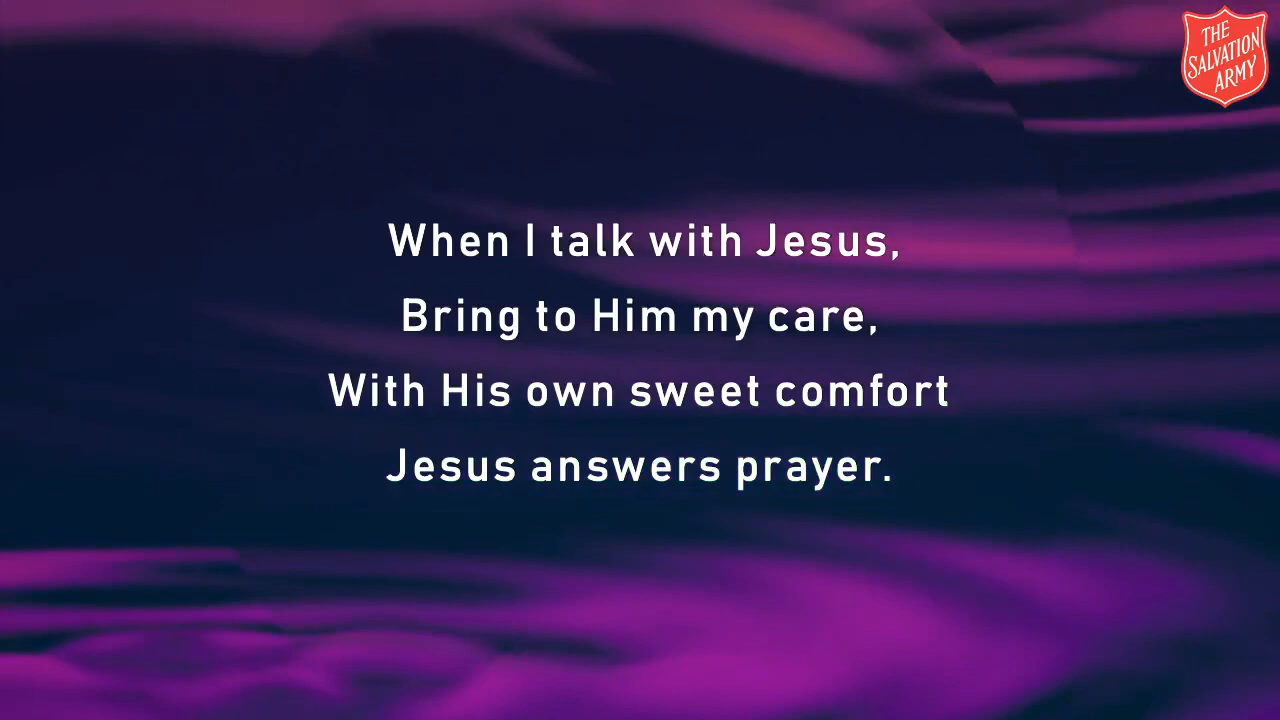 THE
SALVATION
ARMY
When I talk with Jesus,
Bring to Him my care,
With His own sweet comfort
Jesus answers prayer.